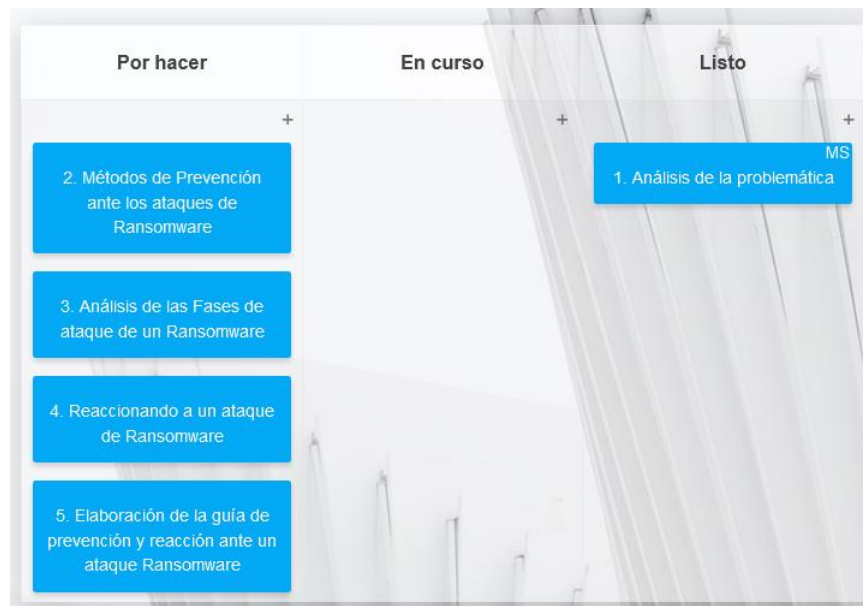 Por hacer
En curso
Listo
+
+
+
2. Métodos de Prevención
ante los ataques de
Ransomware
3. Análisis de las Fases de
ataque de un Ransomware
4. Reaccionando a un ataque
de Ransomware
5. Elaboración de la guía de
prevención y reacción ante un
ataque Ransomware
MS
1. Análisis de la problemática